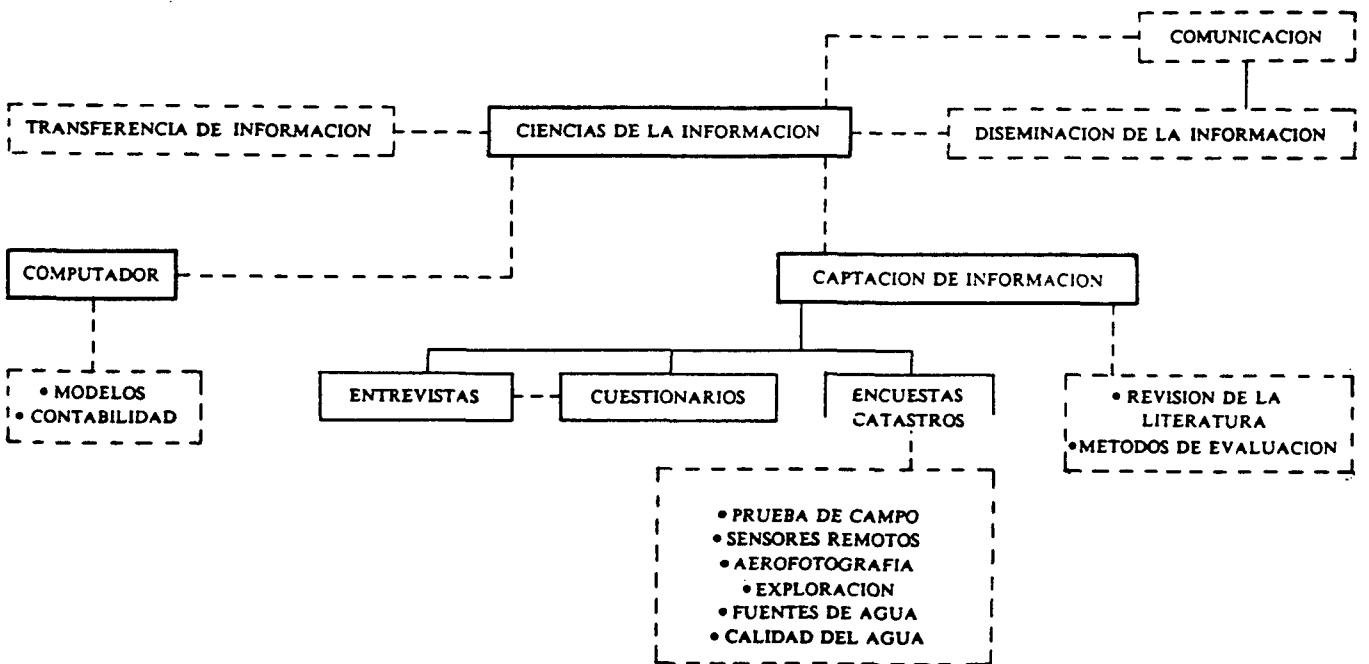 COMUNICACION
TRANSFERENCIA DE INFORMACION
CIENCIAS DE LA INFORMACION
DISEMINACION DE LA INFORMACION
COMPUTADOR
CAPTACION DE INFORMACION
• MODELOS
• CONTABILIDAD
ENTREVISTAS
CUESTIONARIOS
ENCUESTAS
CATASTROS
• REVISION DE LA
LITERATURA
• METODOS DE EVALUACION
• PRUEBA DE CAMPO
• SENSORES REMOTOS
• AEROFOTOGRAFIA
• EXPLORACION
• FUENTES DE AGUA
• CALIDAD DEL AGUA